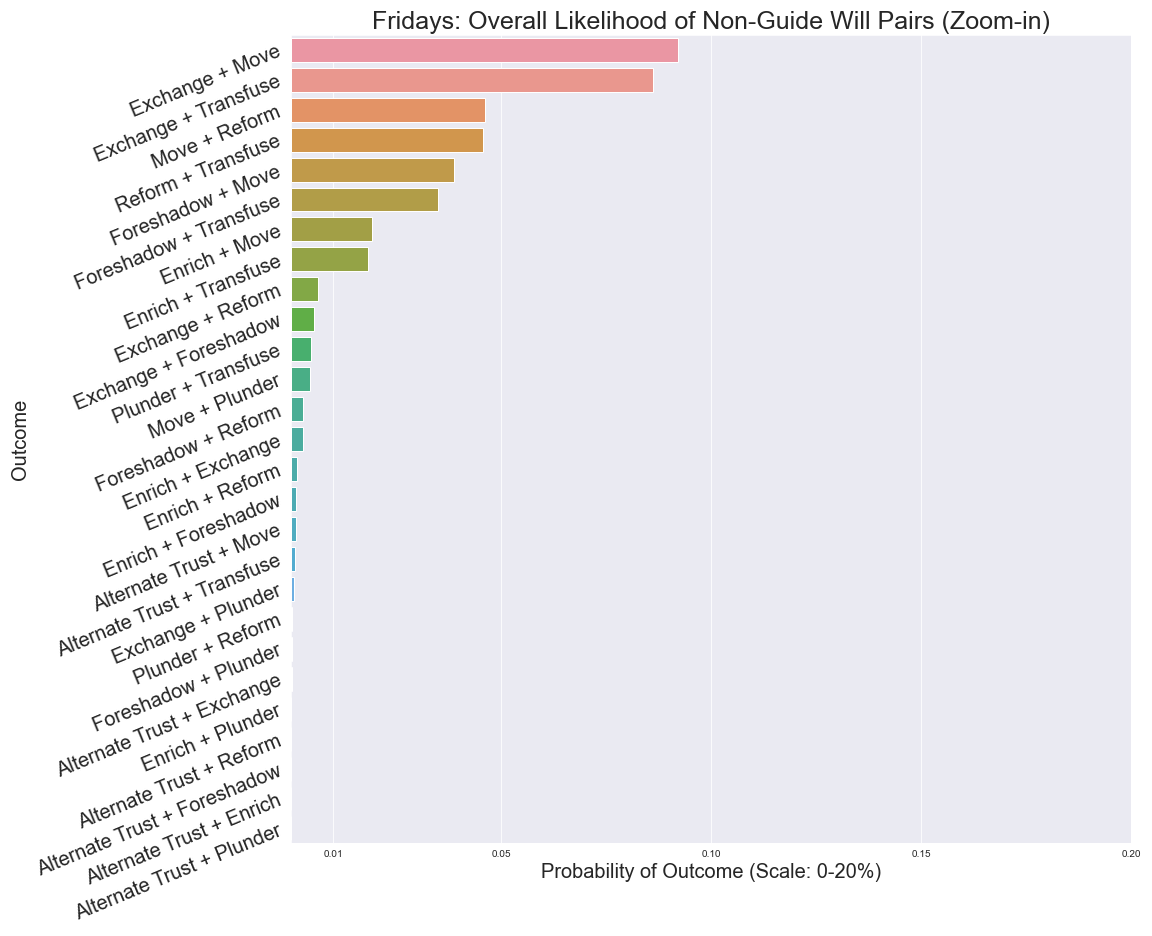 Fridays: Overall Likelihood of Non-Guide Will Pairs (Zoom-in)
Outcome
Exchange + Move
Exchange + Transfuse
Move + Reform
Reform + Transfuse
Foreshadow + Move
Foreshadow + Transfuse
Enrich + Move
Enrich + Transfuse
Exchange + Reform
Exchange + Foreshadow
Plunder + Transfuse
Move + Plunder
Foreshadow + Reform
Enrich + Exchange
Enrich + Reform
Enrich + Foreshadow
Alternate Trust + Move
Alternate Trust + Transfuse
Exchange + Plunder
Plunder + Reform
Foreshadow + Plunder
Alternate Trust + Exchange
Enrich + Plunder
Alternate Trust + Reform
Alternate Trust + Foreshadow
Alternate Trust + Enrich
Alternate Trust + Plunder
0.01 0.05 0.10 0.15 0.20
Probability of Outcome (Scale: 0-20%)